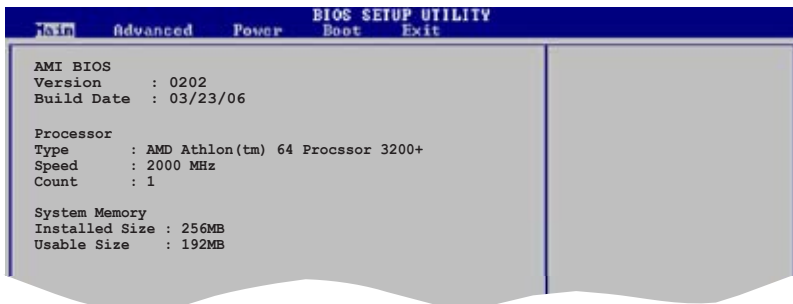 BIOS SETUP UTILITY
Main Advanced Power Boot Exit
AMI BIOS
Version : 0202
Build Date : 03/23/06
Processor
Type : AMD Athlon(tm) 64 Procssor 3200+
Speed : 2000 MHz
Count : 1
System Memory
Installed Size : 256MB
Usable Size : 192MB